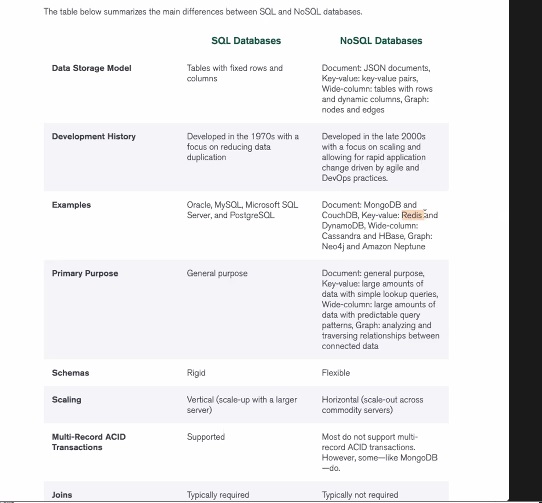 The table below summarizes the main differences between SQL and NoSQL databases.
SQL Databases
NoSQL Databases
Data Storage Model
Tables with fixed rows and
columns
Document: JSON documents,
Key-value: key-value pairs,
Wide-column: tables with rows
and dynamic columns, Graph:
nodes and edges
Development History
Developed in the 1970s with a
focus on reducing data
duplication
Developed in the late 2000s
with a focus on scaling and
allowing for rapid application
change driven by agile and
DevOps practices.
Examples
Oracle, MySQL, Microsoft SQL
Server, and PostgreSQL
Document: MongoDB and
CouchDB, Key-value: Redis and
DynamoDB, Wide-column:
Cassandra and HBase, Graph:
Neo4j and Amazon Neptune
Primary Purpose
General purpose
Document: general purpose,
Key-value: large amounts of
data with simple lookup queries,
Wide-column: large amounts of
data with predictable query
patterns, Graph: analyzing and
traversing relationships between
connected data
Schemas
Rigid
Flexible
Scaling
Vertical (scale-up with a larger
server)
Horizontal (scale-out across
commodity servers)
Multi-Record ACID
Transactions
Supported
Most do not support multi-
record ACID transactions.
However, some—like MongoDB
—do.
Joins
Typically required
Typically not required